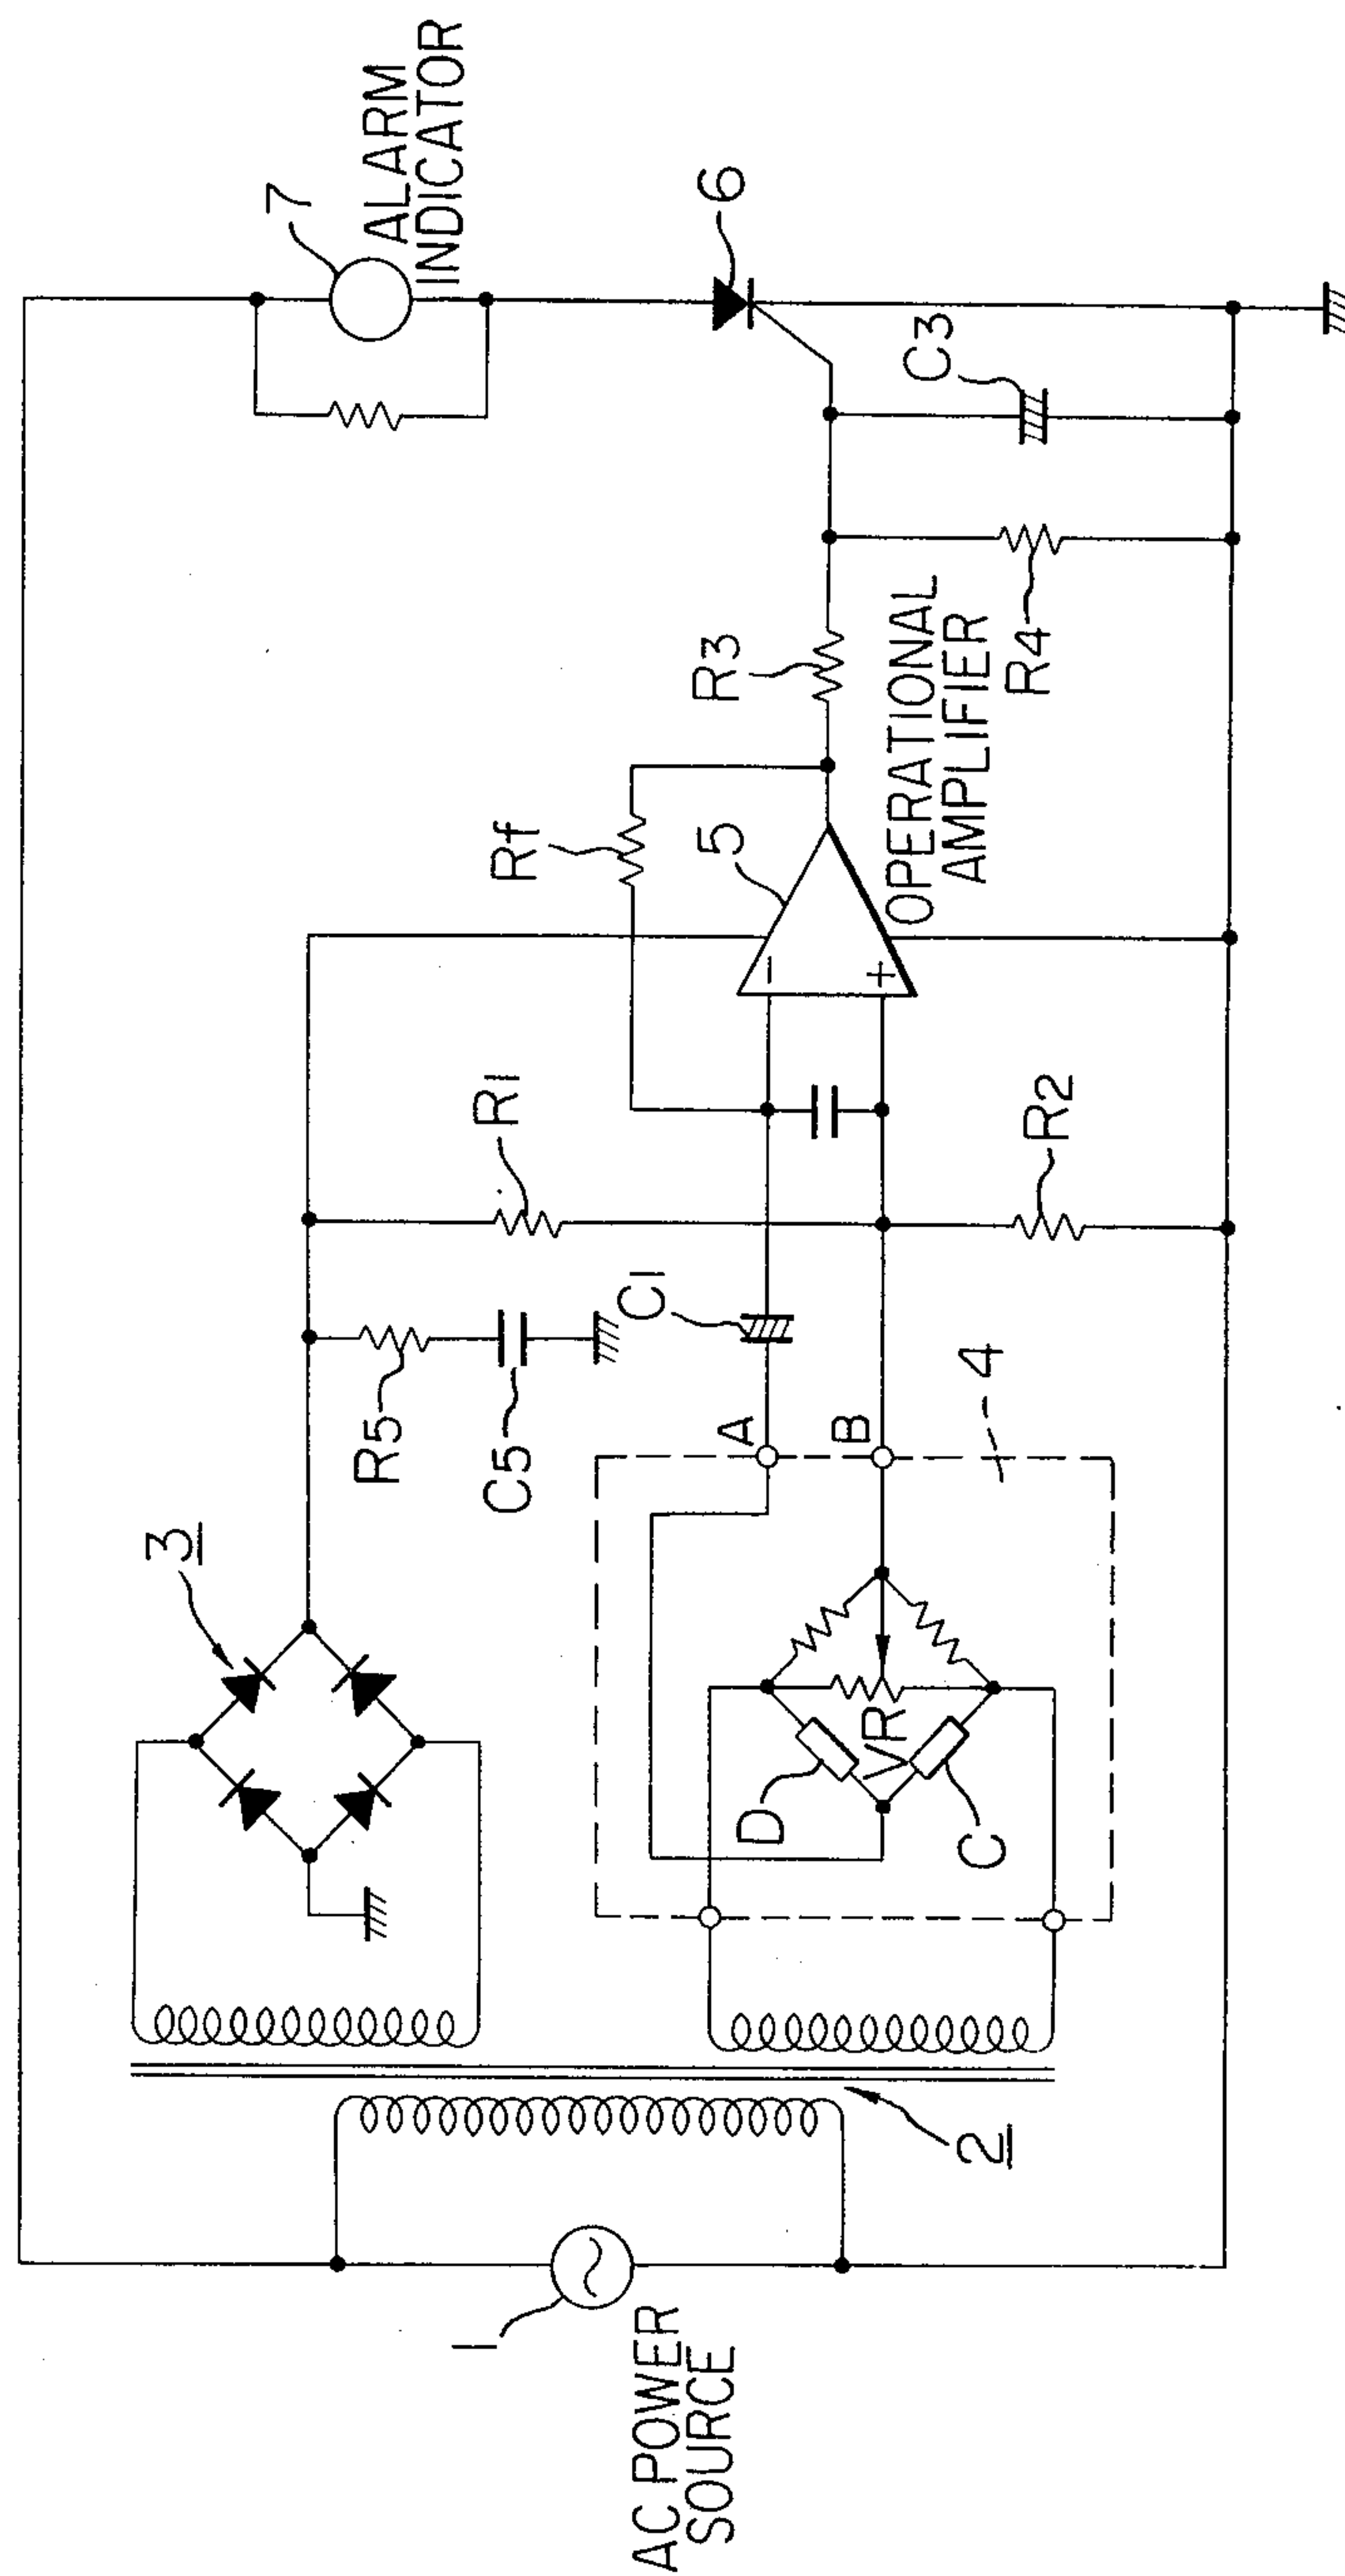 7
ALARM
INDICATOR
6
C3
Rf
R3
5
OPERATIONAL
AMPLIFIER
R4
R1
R2
3
R5
C5
C1
A
B
4
D
VR
C
−
+
1
AC POWER
SOURCE
2